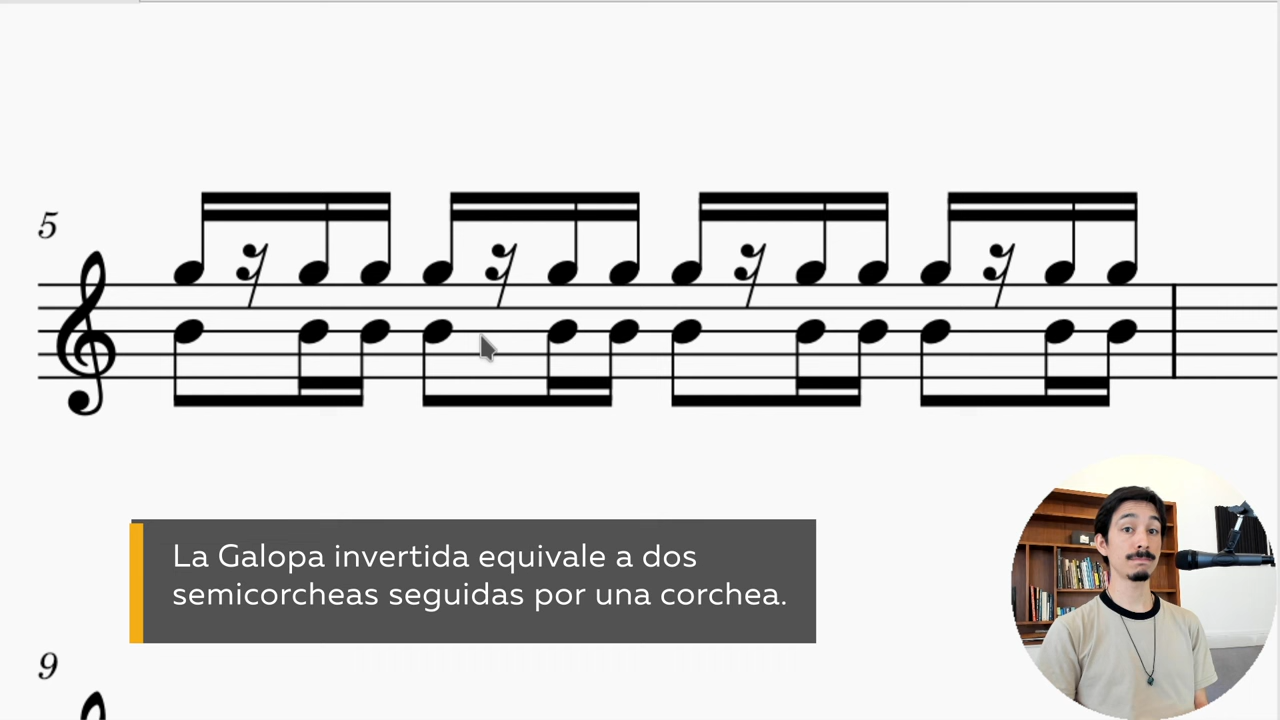 5
La Galopa invertida equivale a dos
semicorcheas seguidas por una corchea.
9